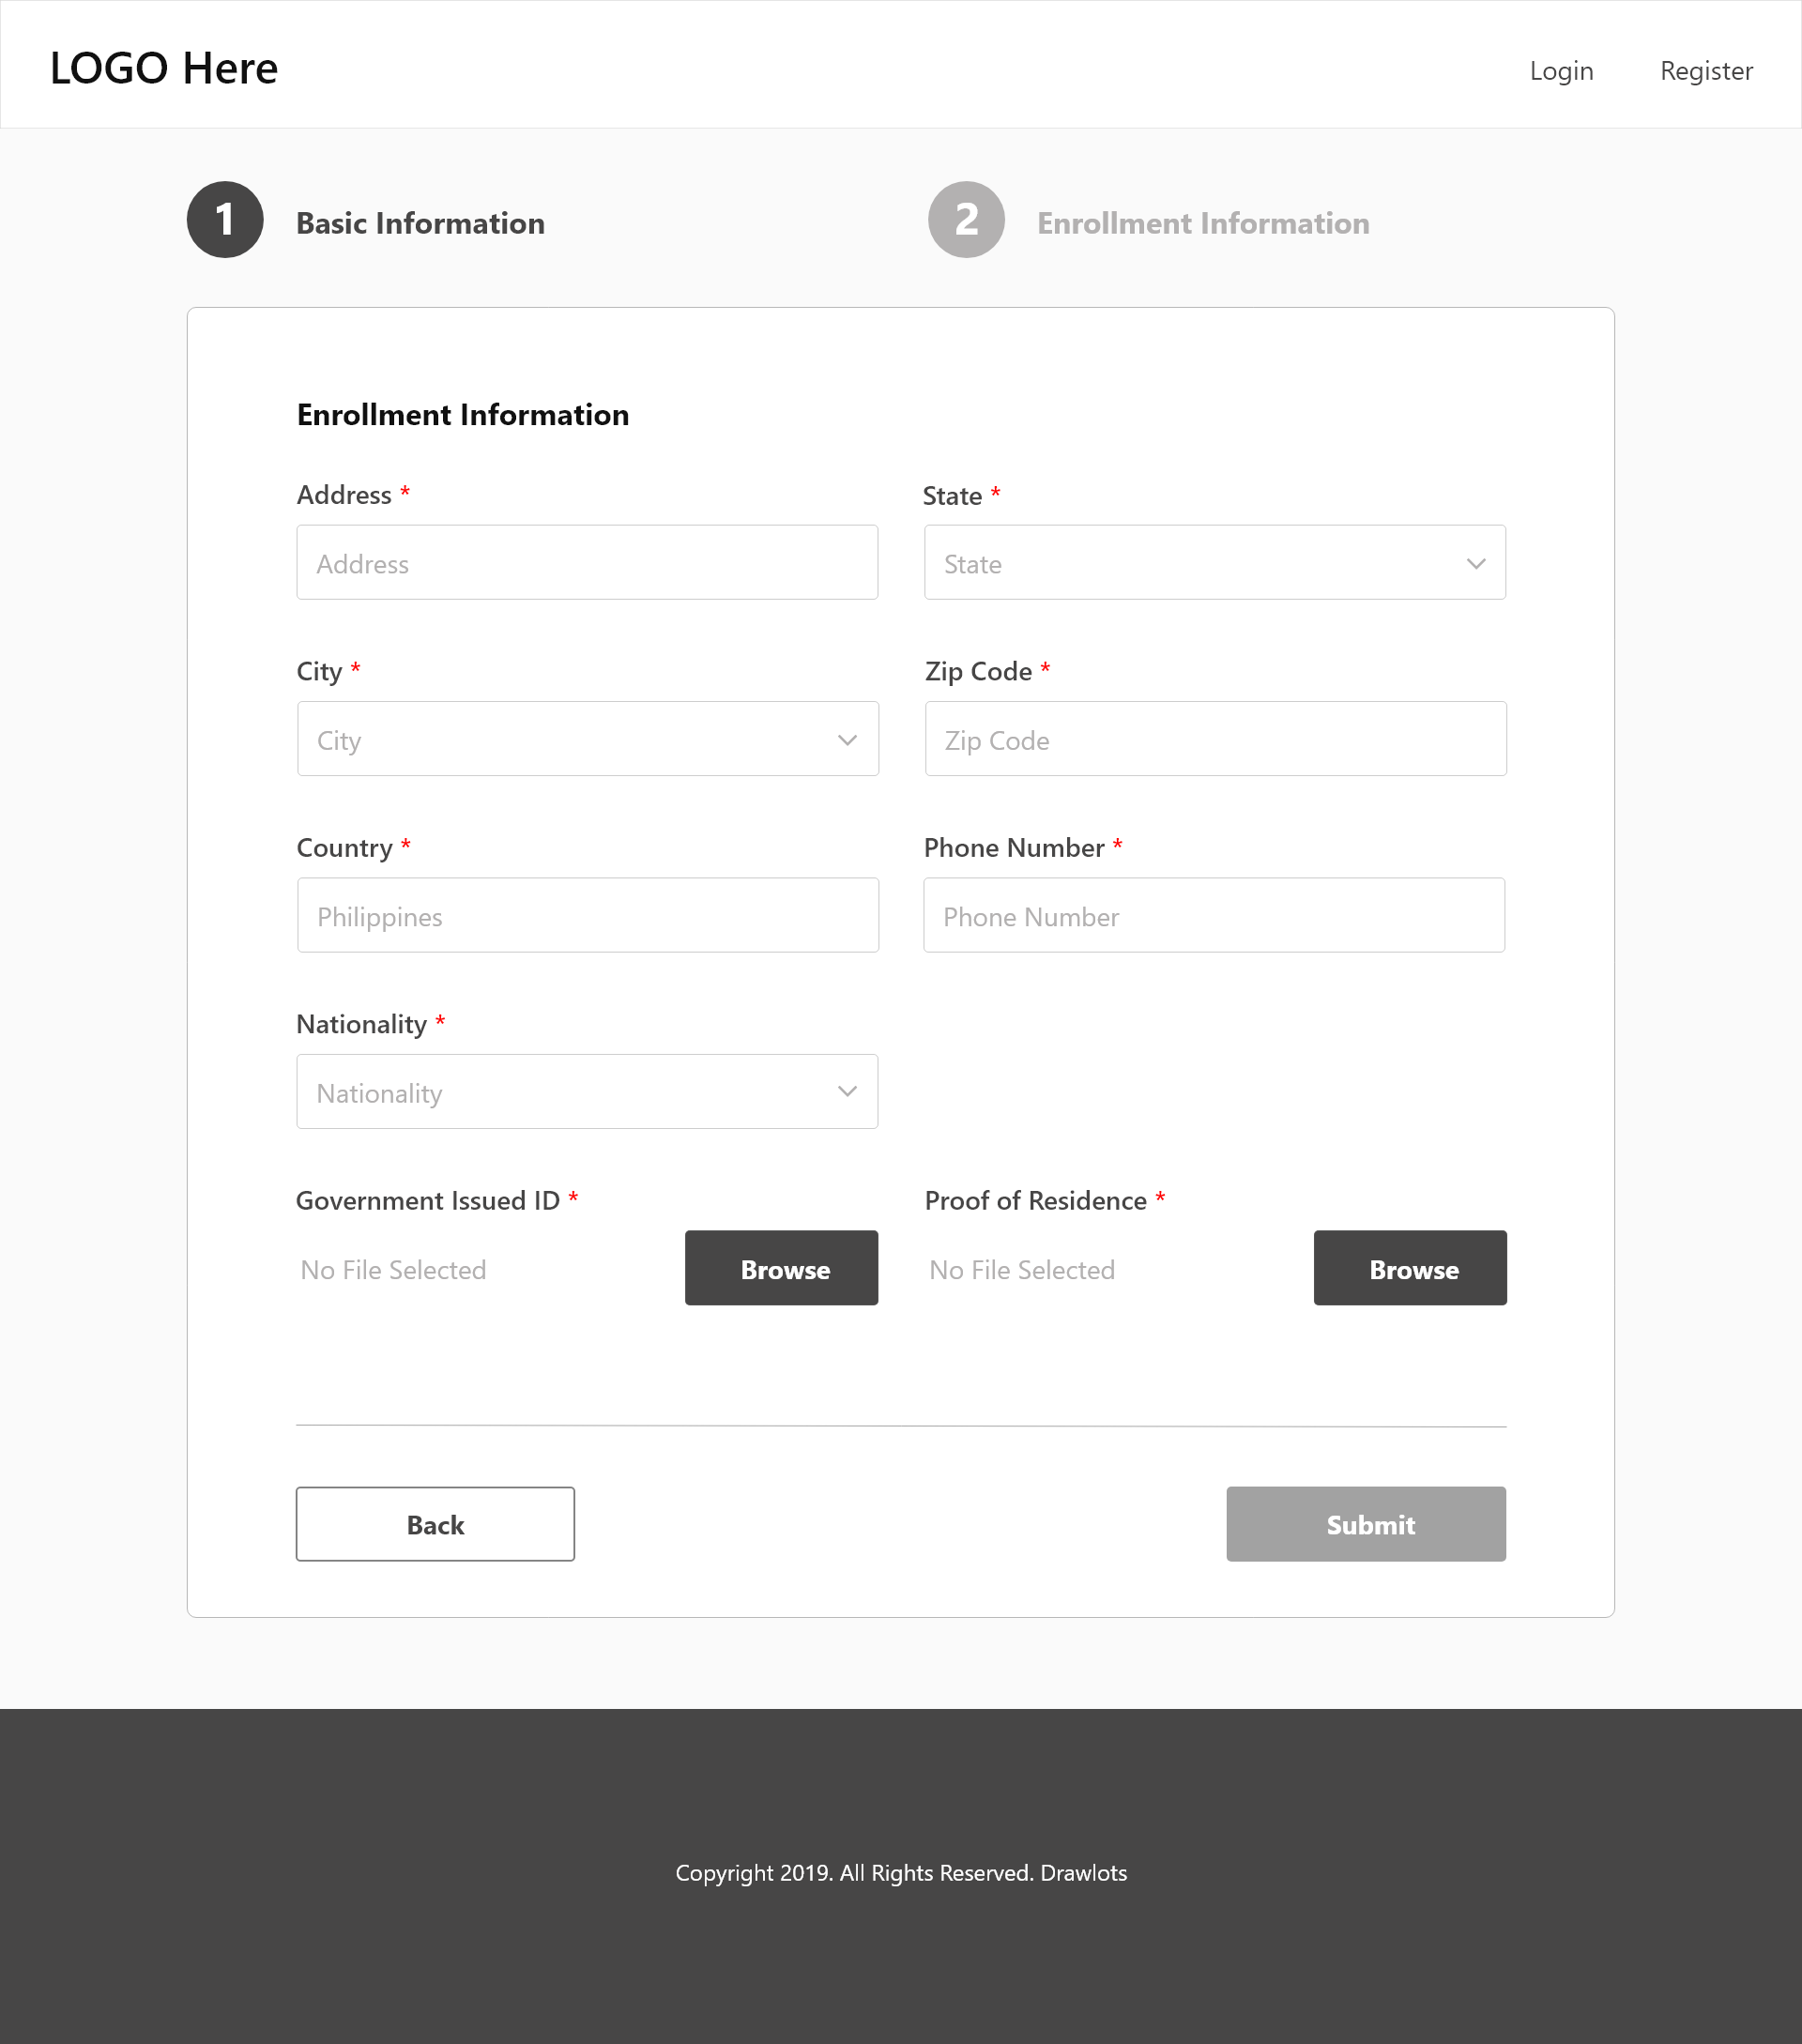 LOGO Here
Login Register
1 Basic Information 2 Enrollment Information
Enrollment Information
Address * State *
Address State
City * Zip Code *
City Zip Code
Country * Phone Number *
Philippines Phone Number
Nationality *
Nationality
Government Issued ID * Proof of Residence *
No File Selected Browse No File Selected Browse
Back Submit
Copyright 2019. All Rights Reserved. Drawlots